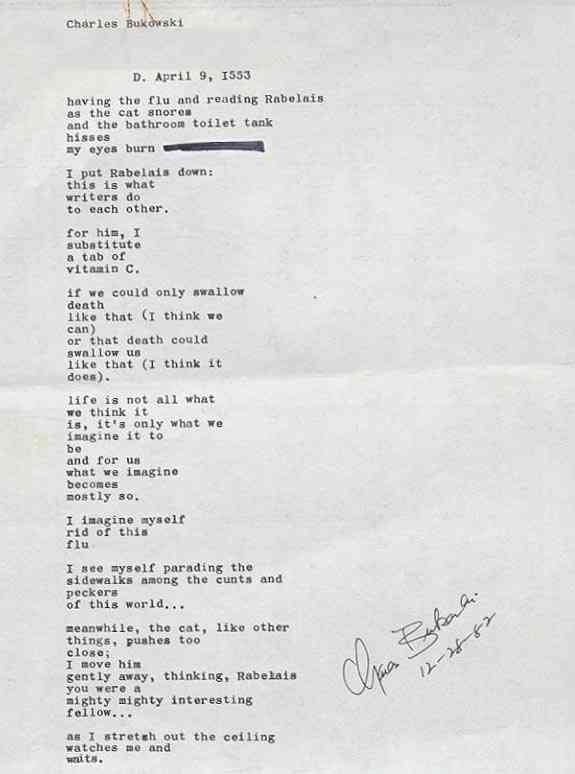 Charles Bukowski
D. April 9, 1553
having the flu and reading Rabelais
as the cat snores
and the bathroom toilet tank
hisses
my eyes burn
I put Rabelais down:
this is what
writers do
to each other.
for him, I
substitute
a tab of
vitamin C.
if we could only swallow
death
like that (I think we
can)
or that death could
swallow us
like that (I think it
does).
life is not all what
we think it
is, it's only what we
imagine it to
be
and for us
what we imagine
becomes
mostly so.
I imagine myself
rid of this
flu
I see myself parading the
sidewalks among the cunts and
peckers
of this world...
meanwhile, the cat, like other
things, pushes too
close;
I move him
gently away, thinking, Rabelais
you were a
mighty mighty interesting
fellow...
as I stretch out the ceiling
watches me and
waits.
Charles Bukowski
12-28-82